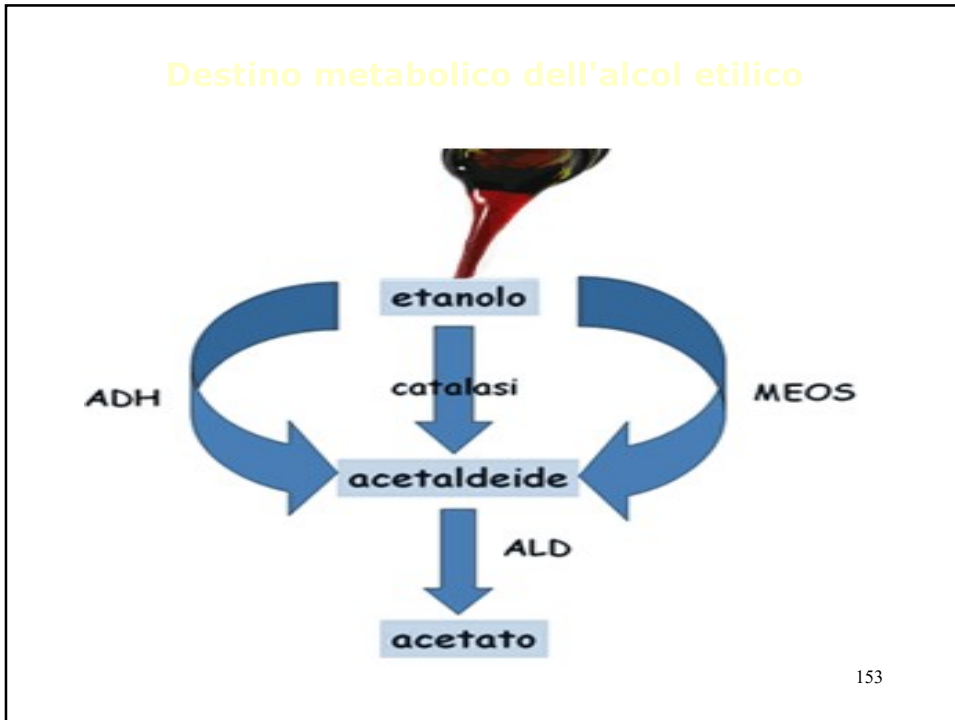 Destino metabolico dell'alcol etilico
etanolo
ADH
catalasi
MEOS
acetaldeide
ALD
acetato
153